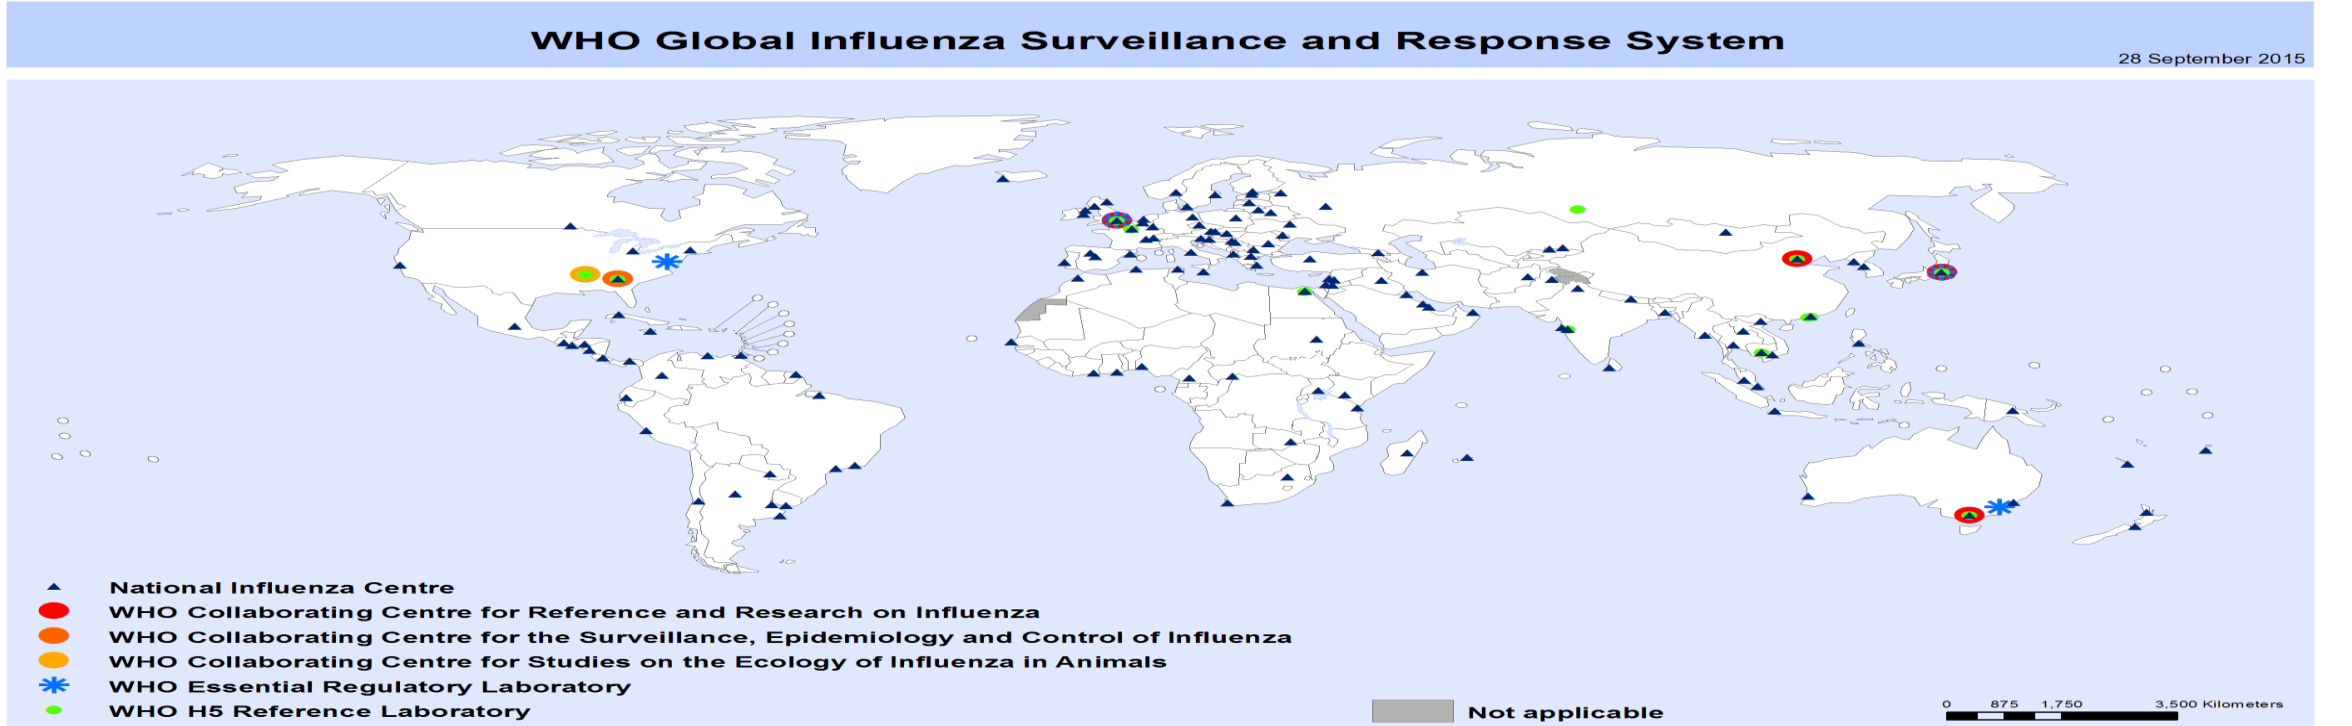 WHO Global Influenza Surveillance and Response System
28 September 2015
National Influenza Centre
WHO Collaborating Centre for Reference and Research on Influenza
WHO Collaborating Centre for the Surveillance, Epidemiology and Control of Influenza
WHO Collaborating Centre for Studies on the Ecology of Influenza in Animals
WHO Essential Regulatory Laboratory
WHO H5 Reference Laboratory
Not applicable
0 875 1,750 3,500 Kilometers